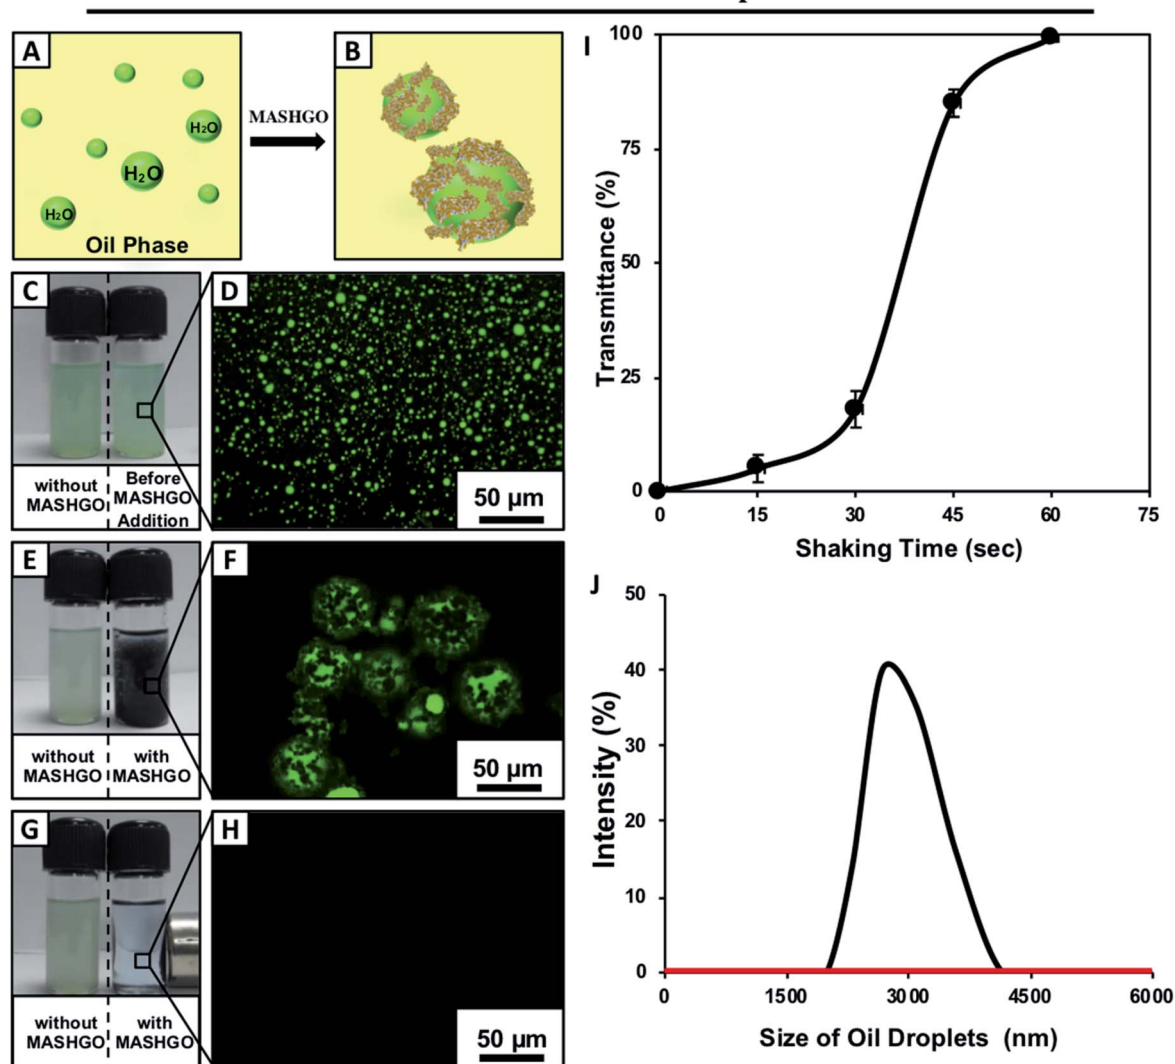 A
H₂O
H₂O
H₂O
Oil Phase
MASHGO
B
C
without
MASHGO
Before
MASHGO
Addition
D
50 µm
E
without
MASHGO
with
MASHGO
F
50 µm
G
without
MASHGO
with
MASHGO
H
50 µm
I
Transmittance (%)
100
75
50
25
0
0 15 30 45 60 75
Shaking Time (sec)
J
Intensity (%)
50
40
30
20
10
0
0 1500 3000 4500 6000
Size of Oil Droplets (nm)